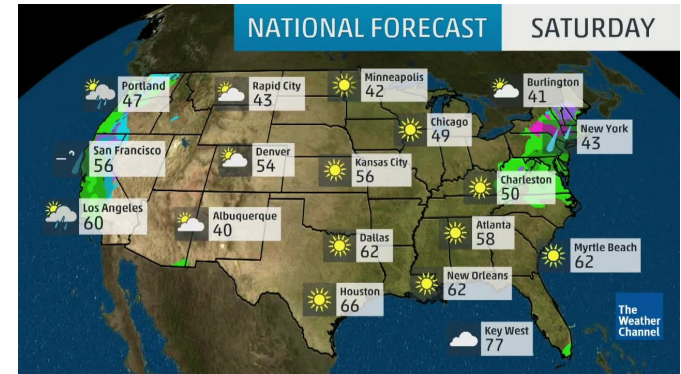 NATIONAL FORECAST
SATURDAY
Portland
47
Rapid City
43
Minneapolis
42
Burlington
41
Chicago
49
New York
43
San Francisco
56
Denver
54
Kansas City
56
Charleston
50
Los Angeles
60
Albuquerque
40
Dallas
62
Atlanta
58
Myrtle Beach
62
Houston
66
New Orleans
62
Key West
77
The
Weather
Channel